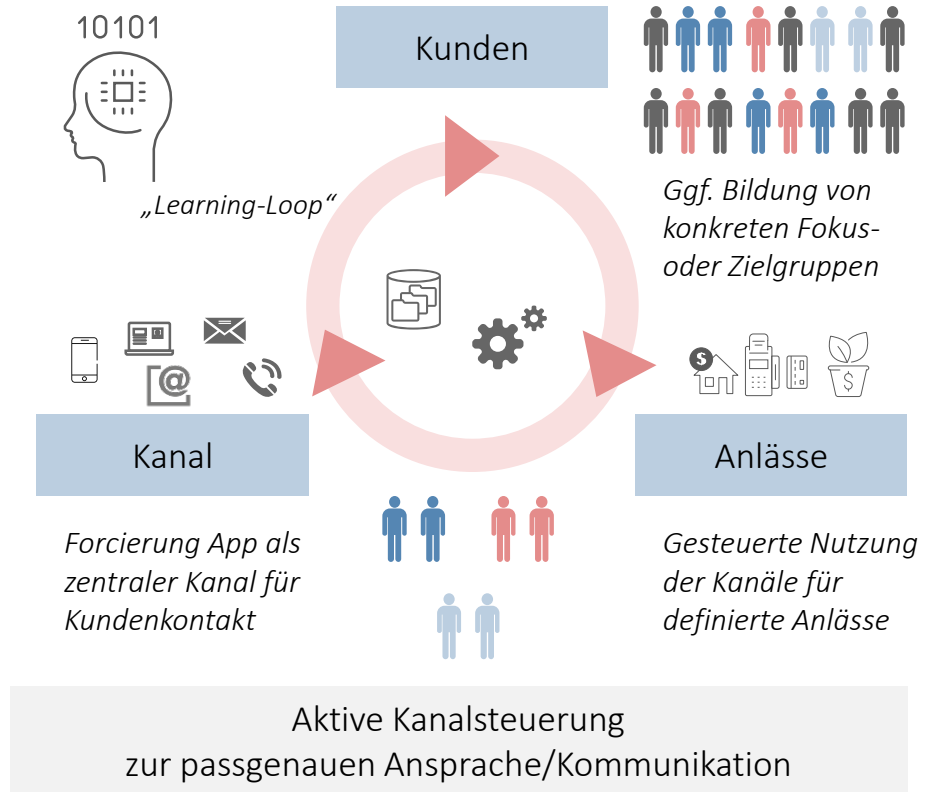 10101
Kunden
„Learning-Loop“
Ggf. Bildung von
konkreten Fokus-
oder Zielgruppen
@
$
$
Kanal
Anlässe
Forcierung App als
zentraler Kanal für
Kundenkontakt
Gesteuerte Nutzung
der Kanäle für
definierte Anlässe
Aktive Kanalsteuerung
zur passgenauen Ansprache/Kommunikation